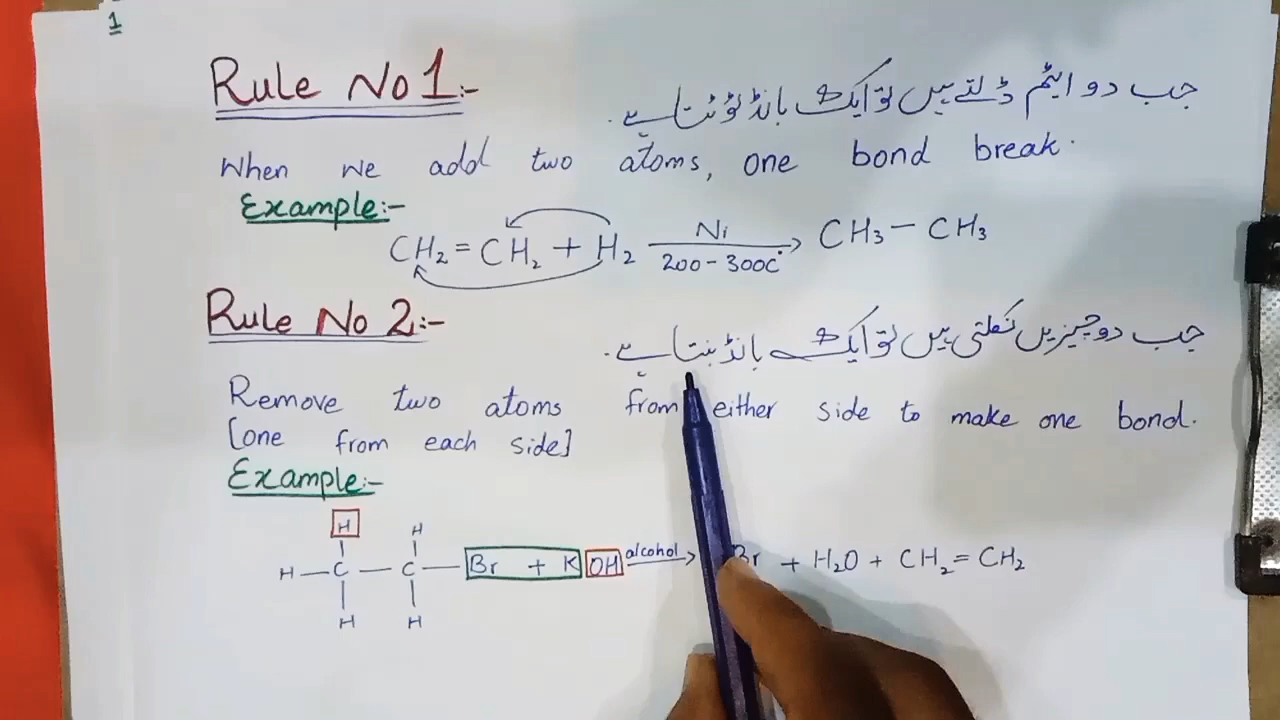 1
Rule No 1:-
جب دو ایٹم ڈلتے ہیں تو ایک بانڈ ٹوٹتا ہے.
When we add two atoms, one bond break.
Example:-
CH₂ = CH₂ + H₂ Ni 200-300C° → CH₃ - CH₃
Rule No 2:-
جب دو چیزیں نکلتی ہیں تو ایک بانڈ بنتا ہے.
Remove two atoms from either side to make one bond.
[one from each side]
Example:-
H H
H - C - C - Br + K OH alcohol → Br + H₂O + CH₂ = CH₂
H H